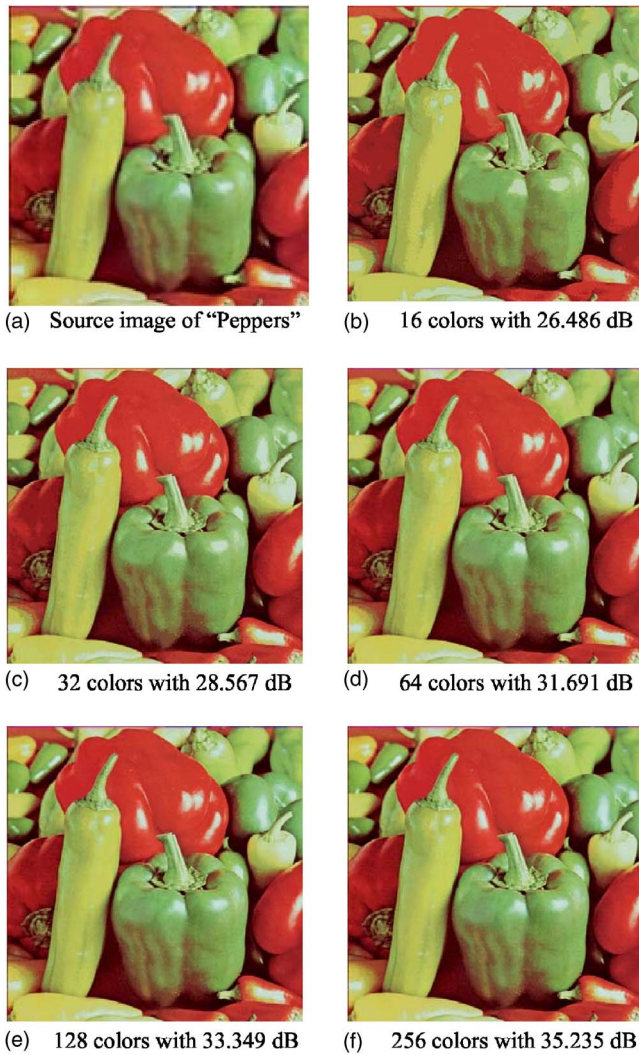 (a) Source image of “Peppers”
(b) 16 colors with 26.486 dB
(c) 32 colors with 28.567 dB
(d) 64 colors with 31.691 dB
(e) 128 colors with 33.349 dB
(f) 256 colors with 35.235 dB